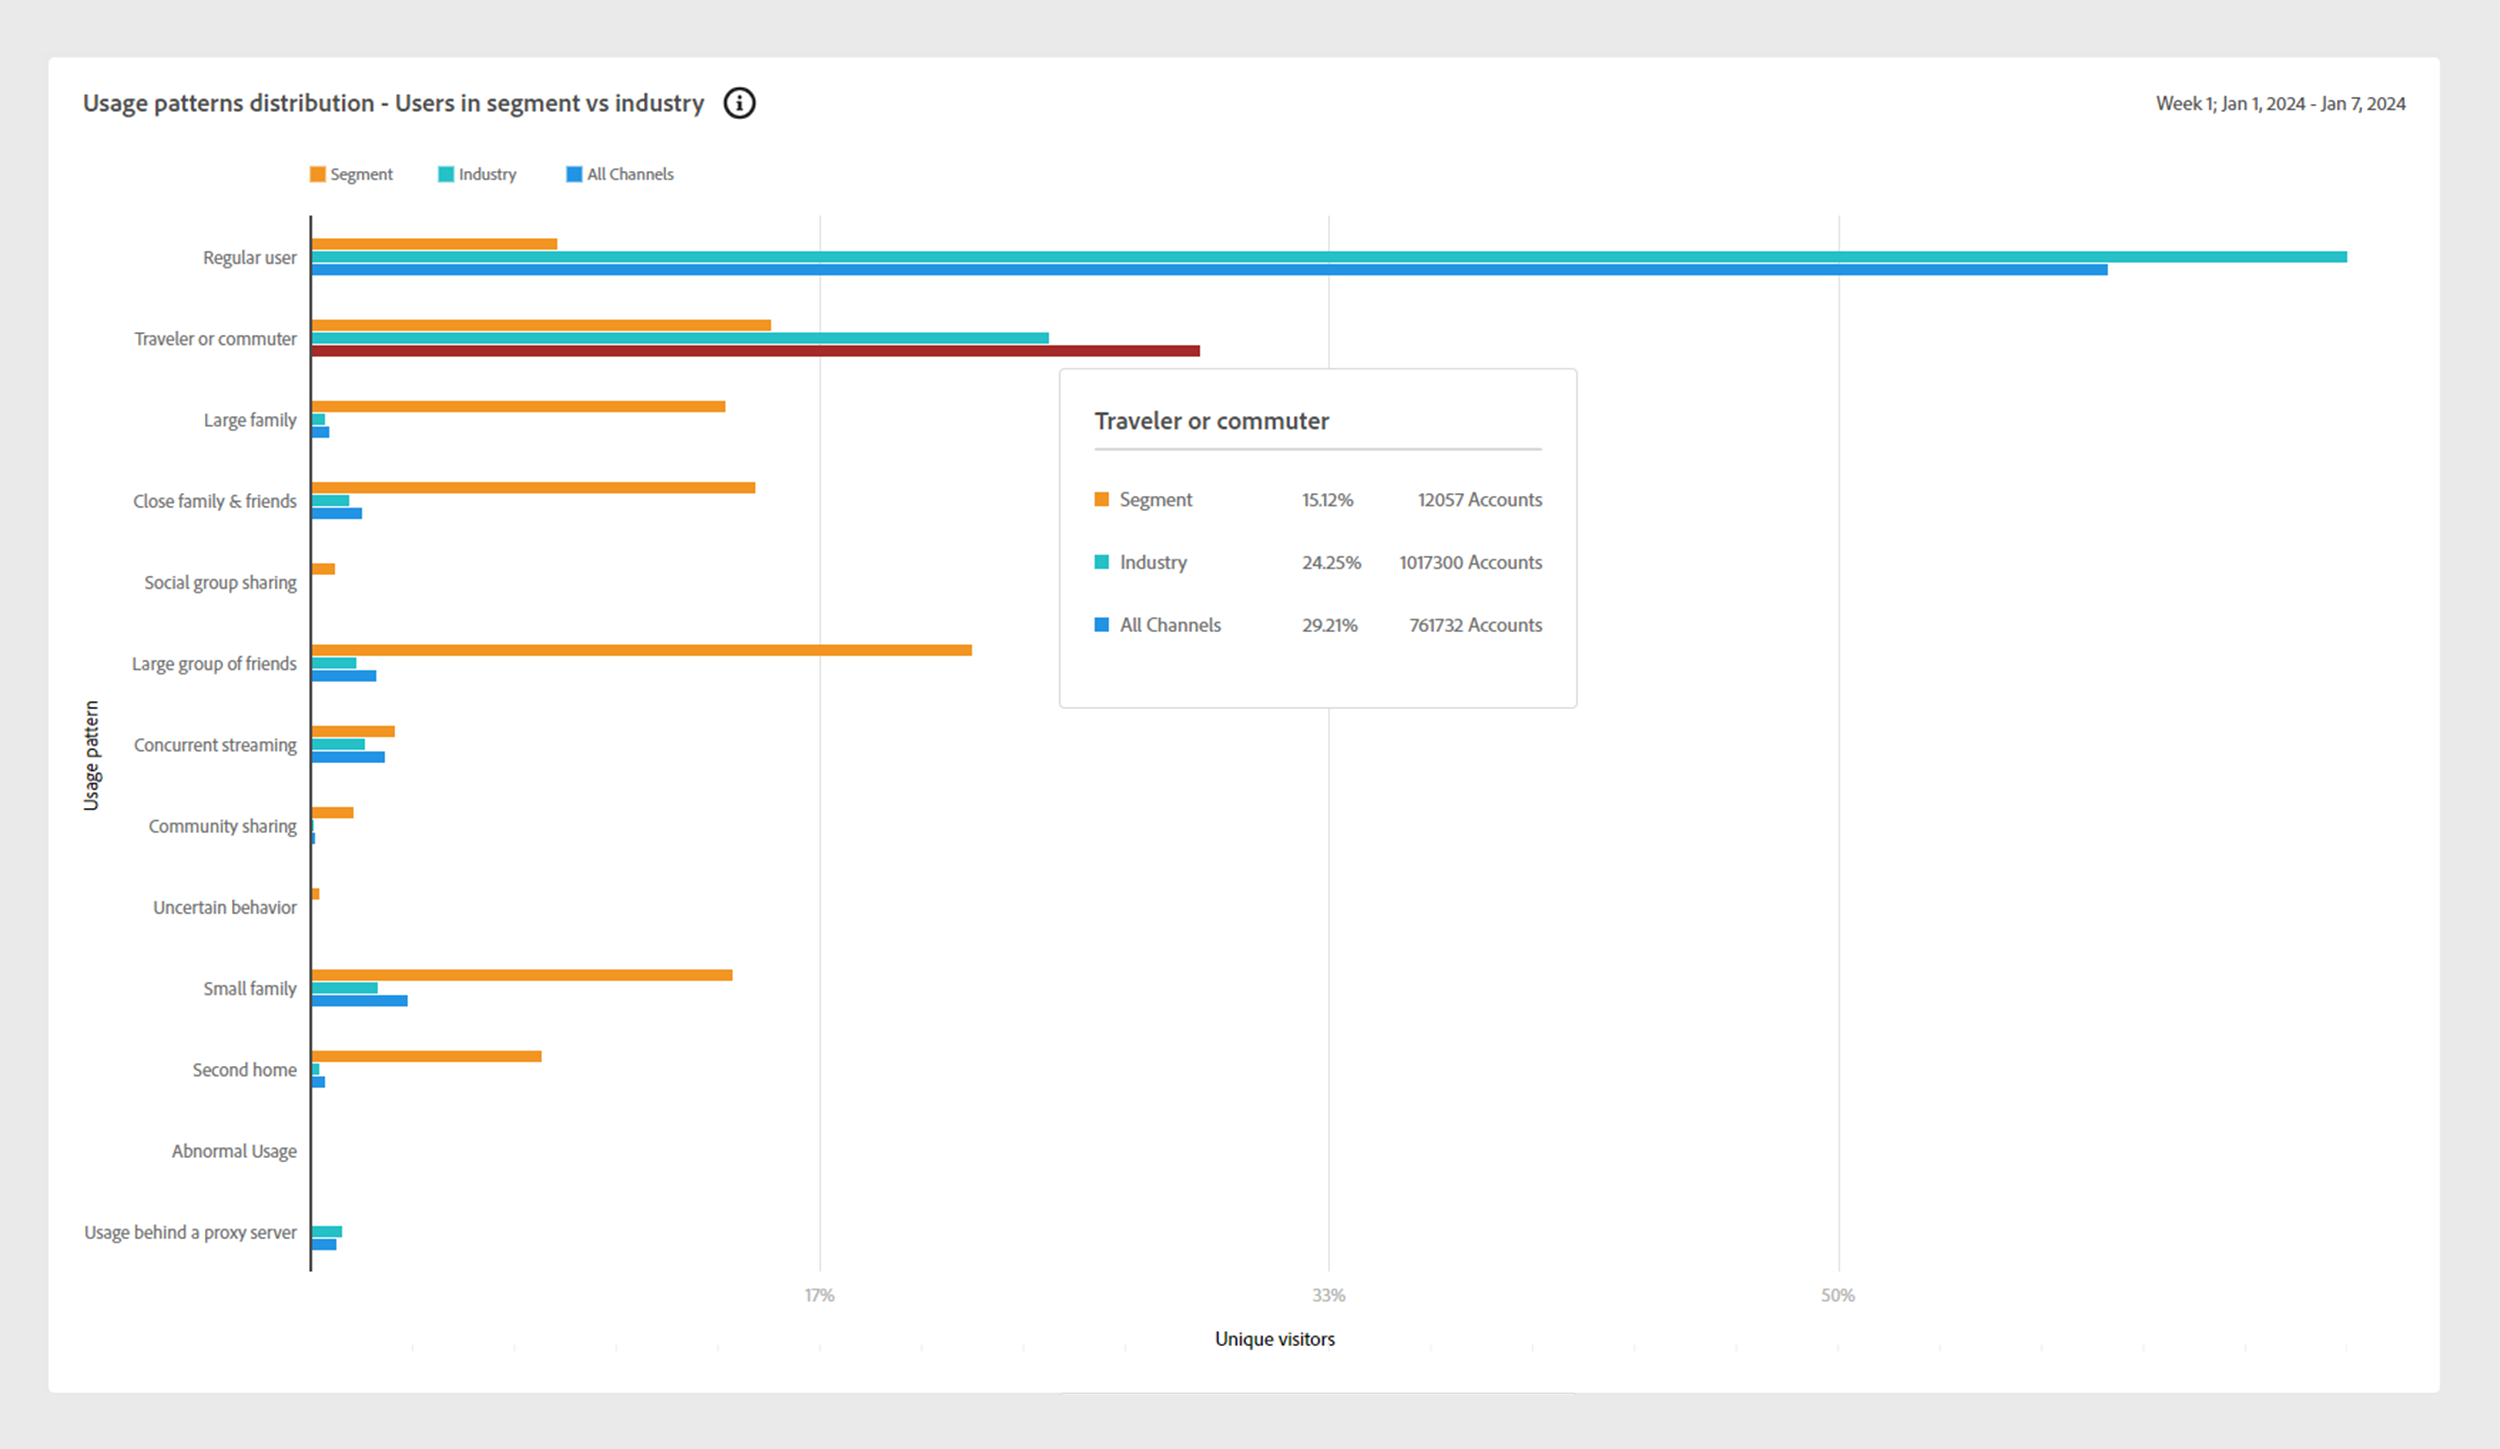 Usage patterns distribution - Users in segment vs industry
Week 1; Jan 1, 2024 - Jan 7, 2024
Segment Industry All Channels
Regular user
Traveler or commuter
Large family
Close family & friends
Social group sharing
Large group of friends
Concurrent streaming
Community sharing
Uncertain behavior
Small family
Second home
Abnormal Usage
Usage behind a proxy server
Usage pattern
Traveler or commuter
Segment 15.12% 12057 Accounts
Industry 24.25% 1017300 Accounts
All Channels 29.21% 761732 Accounts
17% 33% 50%
Unique visitors